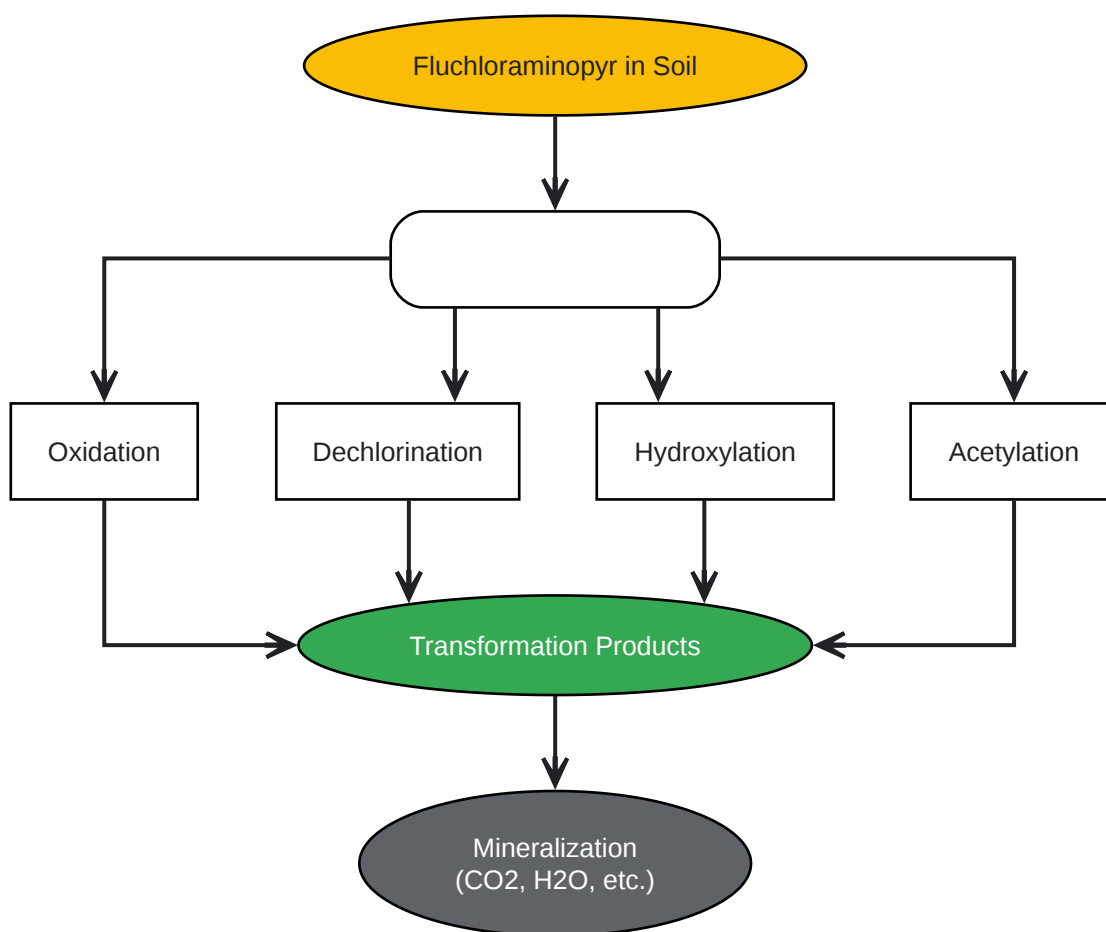 Fluchloraminopyr in Soil
Oxidation
Dechlorination
Hydroxylation
Acetylation
Transformation Products
Mineralization
(CO2, H2O, etc.)